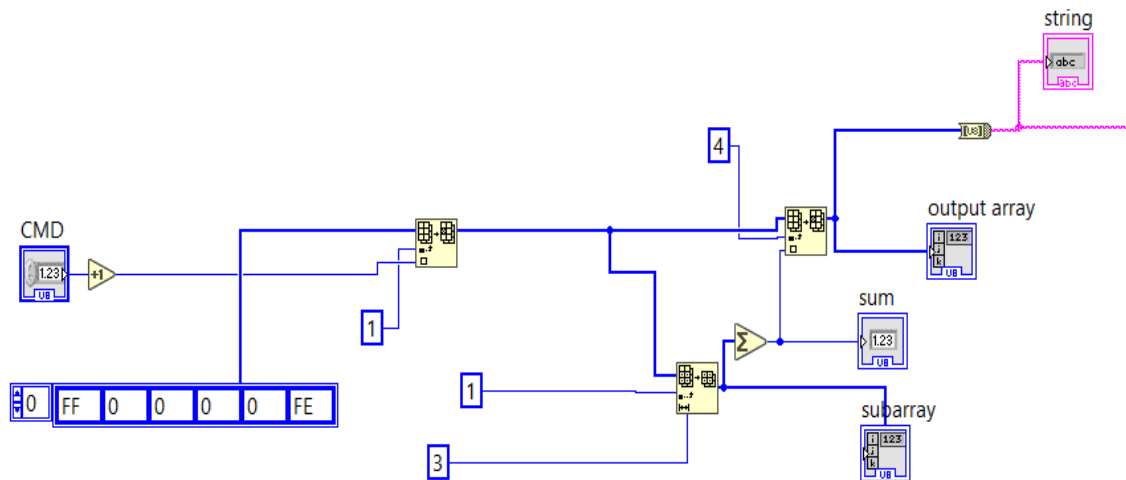 string
abc
abc
[U8]
4
output array
i
j
k
123
U8
CMD
1.23
U8
+1
1
sum
Σ
1.23
U8
0 FF 0 0 0 0 FE
1
subarray
i
j
k
123
U8
3